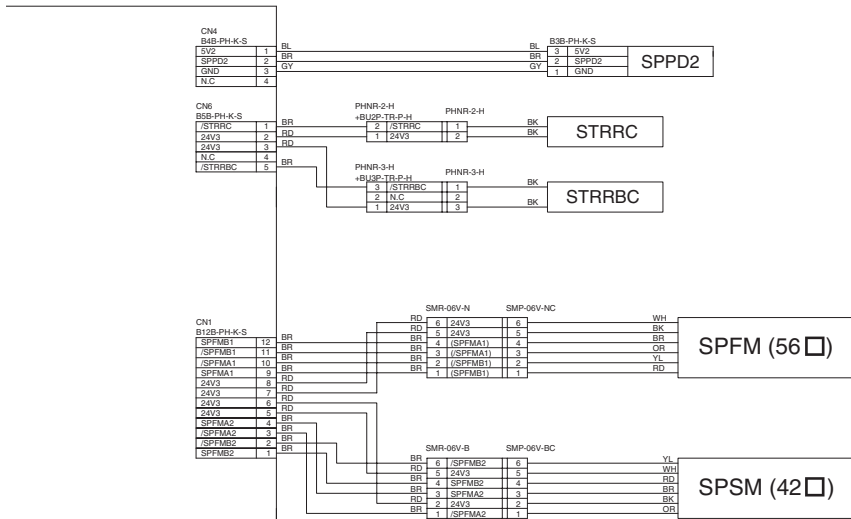 CN4
B4B-PH-K-S
5V2 1 BL
SPPD2 2 BR
GND 3 GY
N.C 4
B3B-PH-K-S
BL 3 5V2
BR 2 SPPD2
GY 1 GND
SPPD2
CN6
B5B-PH-K-S
/STRRC 1 BR
24V3 2 RD
24V3 3 RD
N.C 4
/STRRBC 5 BR
PHNR-2-H
+BU2P-TR-P-H
PHNR-2-H
2 /STRRC 1 BK
1 24V3 2 BK
STRRC
PHNR-3-H
+BU3P-TR-P-H
PHNR-3-H
3 /STRRBC 1 BK
2 N.C 2
1 24V3 3 BK
STRRBC
CN1
B12B-PH-K-S
SPFMB1 12 BR
/SPFMB1 11 BR
/SPFMA1 10 BR
SPFMA1 9 BR
24V3 8 RD
24V3 7 RD
24V3 6 RD
24V3 5 RD
SPFMA2 4 BR
/SPFMA2 3 BR
/SPFMB2 2 BR
SPFMB2 1 BR
SMR-06V-N
SMP-06V-NC
RD 6 24V3 6 WH
RD 5 24V3 5 BK
BR 4 (SPFMA1) 4 BR
BR 3 (/SPFMA1) 3 OR
BR 2 (/SPFMB1) 2 YL
BR 1 (SPFMB1) 1 RD
SPFM (56□)
SMR-06V-B
SMP-06V-BC
BR 6 /SPFMB2 6 YL
RD 5 24V3 5 WH
BR 4 SPFMB2 4 RD
BR 3 SPFMA2 3 BR
RD 2 24V3 2 BK
BR 1 /SPFMA2 1 OR
SPSM (42□)